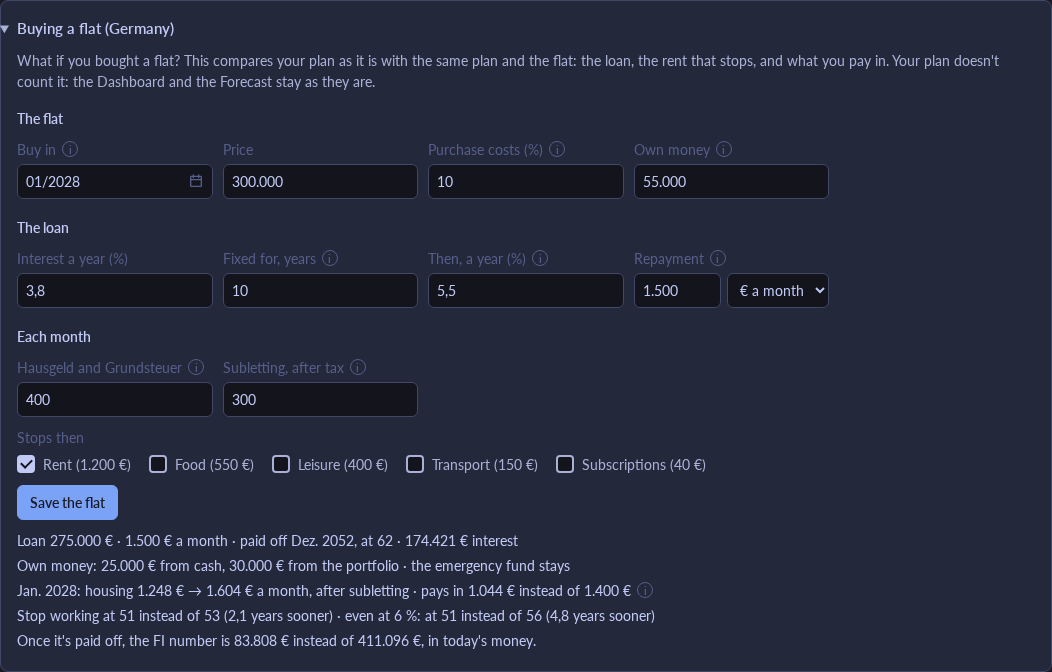 Buying a flat (Germany)
What if you bought a flat? This compares your plan as it is with the same plan and the flat: the loan, the rent that stops, and what you pay in. Your plan doesn't
count it: the Dashboard and the Forecast stay as they are.
The flat
Buy in Price Purchase costs (%) Own money
01/2028 300.000 10 55.000
The loan
Interest a year (%) Fixed for, years Then, a year (%) Repayment
3,8 10 5,5 1.500 € a month
Each month
Hausgeld and Grundsteuer Subletting, after tax
400 300
Stops then
Rent (1.200 €) Food (550 €) Leisure (400 €) Transport (150 €) Subscriptions (40 €)
Save the flat
Loan 275.000 € · 1.500 € a month · paid off Dez. 2052, at 62 · 174.421 € interest
Own money: 25.000 € from cash, 30.000 € from the portfolio · the emergency fund stays
Jan. 2028: housing 1.248 € → 1.604 € a month, after subletting · pays in 1.044 € instead of 1.400 €
Stop working at 51 instead of 53 (2,1 years sooner) · even at 6 %: at 51 instead of 56 (4,8 years sooner)
Once it's paid off, the FI number is 83.808 € instead of 411.096 €, in today's money.